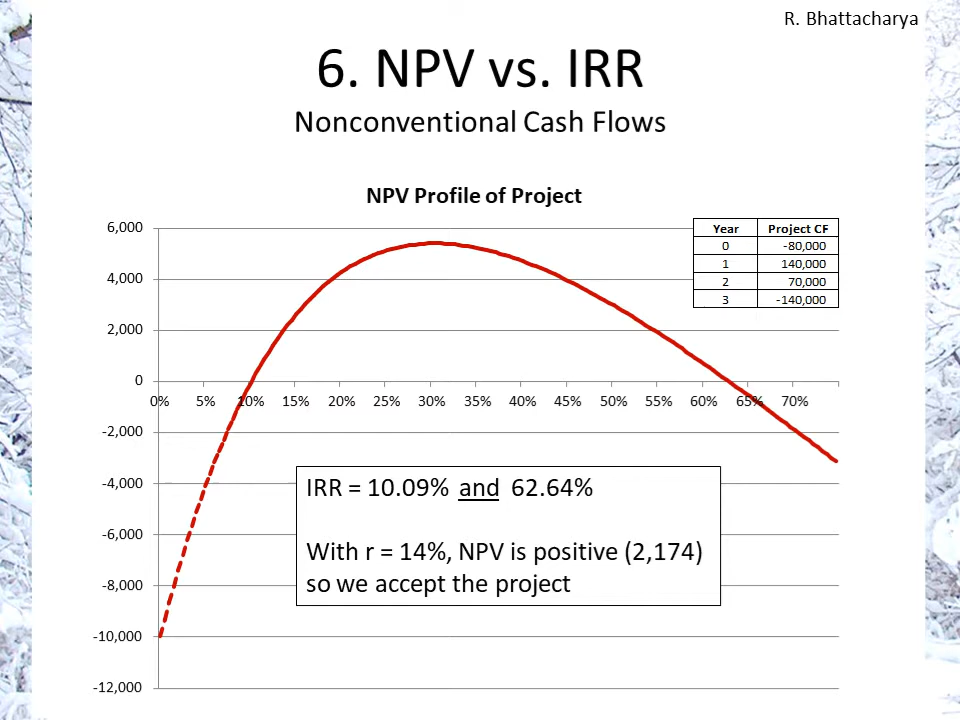 R. Bhattacharya
6. NPV vs. IRR
Nonconventional Cash Flows
NPV Profile of Project
6,000
4,000
2,000
0
-2,000
-4,000
-6,000
-8,000
-10,000
-12,000
0% 5% 10% 15% 20% 25% 30% 35% 40% 45% 50% 55% 60% 65% 70%
Year Project CF
0 -80,000
1 140,000
2 70,000
3 -140,000
IRR = 10.09% and 62.64%
With r = 14%, NPV is positive (2,174)
so we accept the project